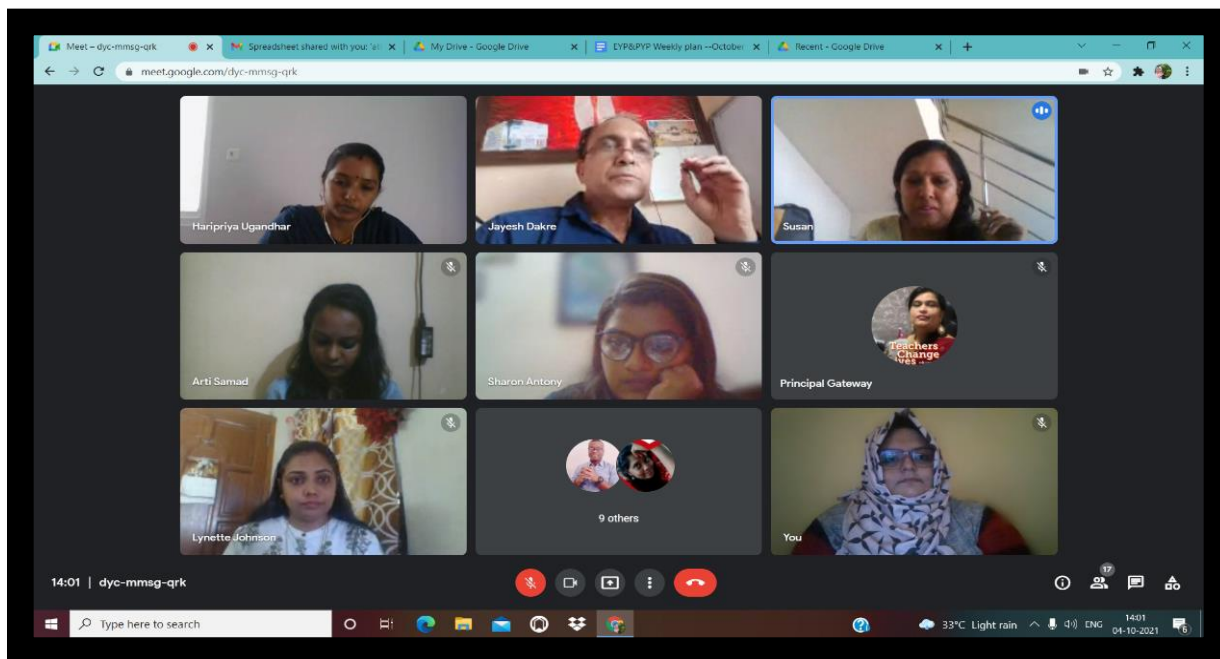 Meet – dyc-mmsg-qrk
Spreadsheet shared with you: 'all
My Drive - Google Drive
EYP&PYP Weekly plan --October
Recent - Google Drive
meet.google.com/dyc-mmsg-qrk
Haripriya Ugandhar
Jayesh Dakre
Susan
Arti Samad
Sharon Antony
Teachers
Change
Principal Gateway
Lynette Johnson
9 others
You
14:01 | dyc-mmsg-qrk
17
Type here to search
33°C Light rain
ENG
14:01
04-10-2021
6